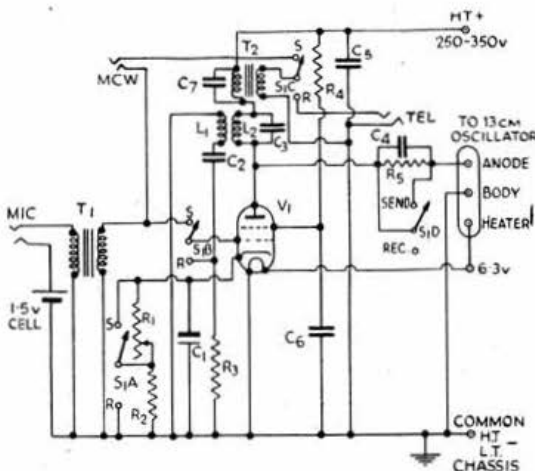 HT+
250-350v
T2
S
C5
MCW
C7
S1C
R4
R
TEL
L1
L2
C3
C4
TO 13cm
OSCILLATOR
C2
R5
ANODE
MIC
T1
S
V1
SEND
BODY
S1B
S1D
HEATER
R
REC.
6·3v
1·5v
CELL
S
R1
C1
R3
C6
S1A
R2
R
COMMON
H.T.
L.T.
CHASSIS